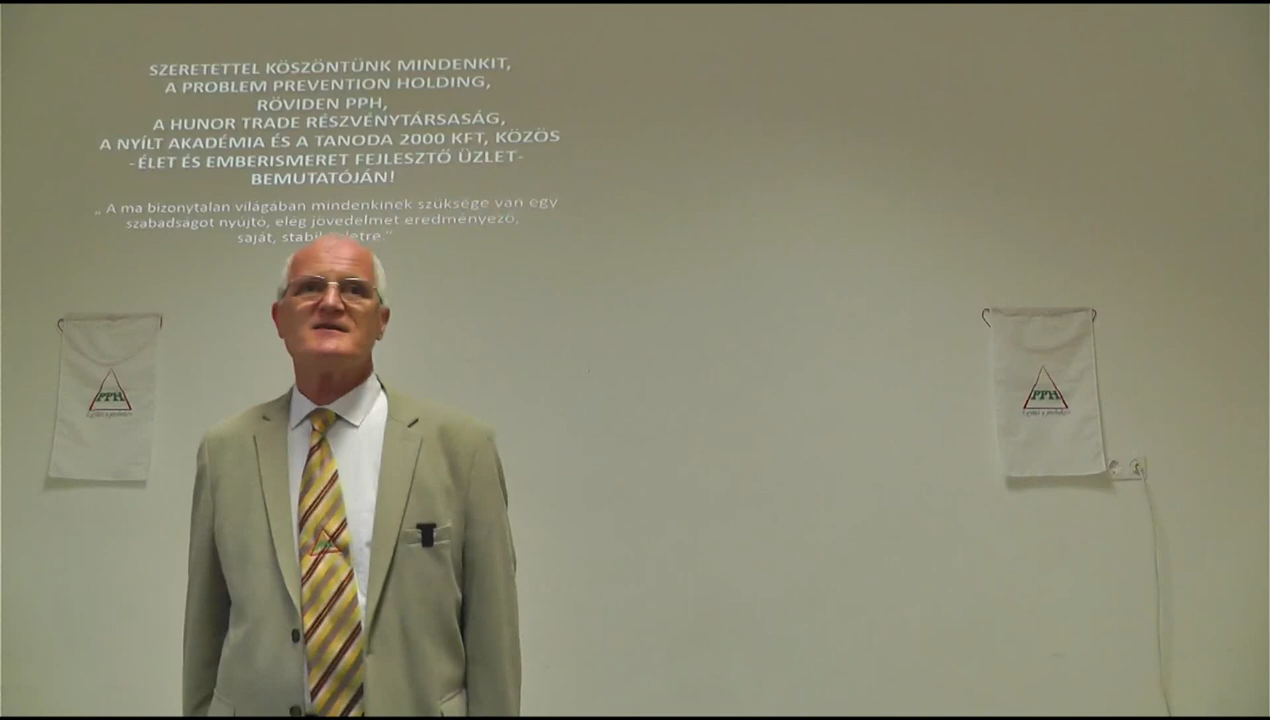 SZERETETTEL KÖSZÖNTÜNK MINDENKIT,
A PROBLEM PREVENTION HOLDING,
RÖVIDEN PPH,
A HUNOR TRADE RÉSZVÉNYTÁRSASÁG,
A NYÍLT AKADÉMIA ÉS A TANODA 2000 KFT, KÖZÖS
-ÉLET ÉS EMBERISMERET FEJLESZTŐ ÜZLET-
BEMUTATÓJÁN!
„ A ma bizonytalan világában mindenkinek szüksége van egy
szabadságot nyújtó, elég jövedelmet eredményező,
saját,
PPH
PPH